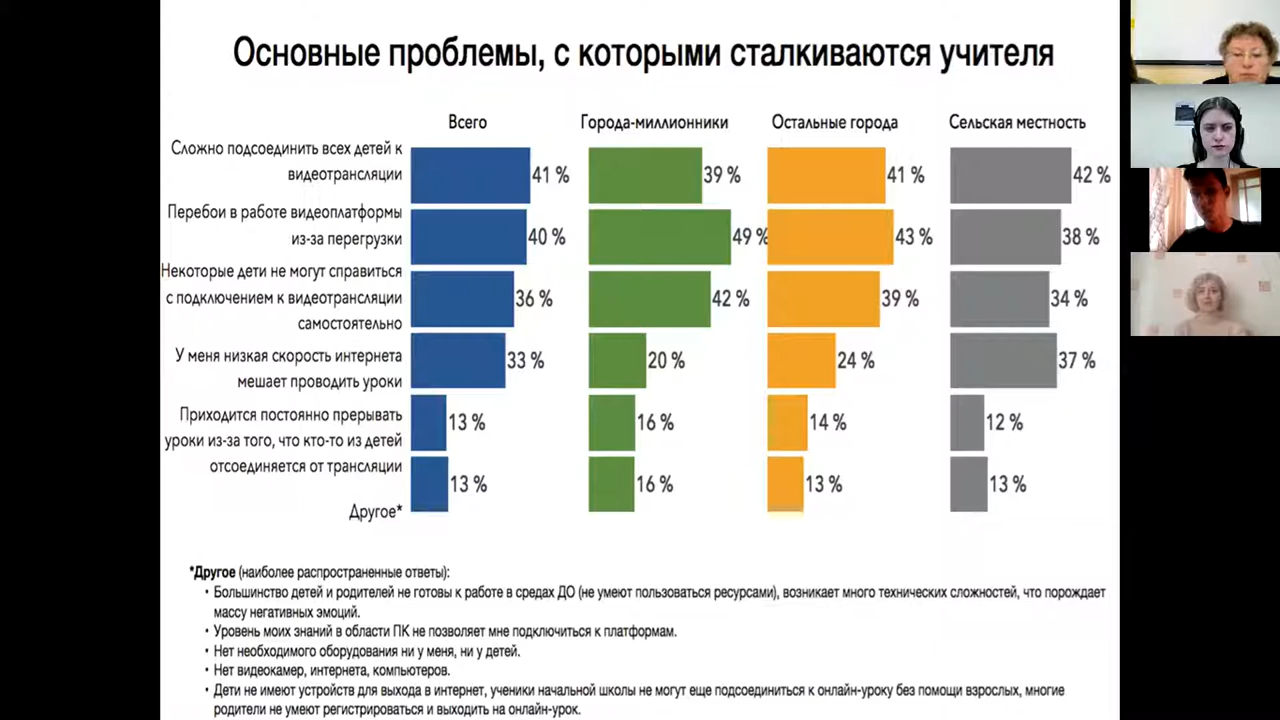 Основные проблемы, с которыми сталкиваются учителя
Всего
Города-миллионники
Остальные города
Сельская местность
Сложно подсоединить всех детей к
видеотрансляции
41 %
39 %
41 %
42 %
Перебои в работе видеоплатформы
из-за перегрузки
40 %
49 %
43 %
38 %
Некоторые дети не могут справиться
с подключением к видеотрансляции
самостоятельно
36 %
42 %
39 %
34 %
У меня низкая скорость интернета
мешает проводить уроки
33 %
20 %
24 %
37 %
Приходится постоянно прерывать
уроки из-за того, что кто-то из детей
отсоединяется от трансляции
13 %
16 %
14 %
12 %
Другое*
13 %
16 %
13 %
13 %
*Другое (наиболее распространенные ответы):
• Большинство детей и родителей не готовы к работе в средах ДО (не умеют пользоваться ресурсами), возникает много технических сложностей, что порождает
массу негативных эмоций.
• Уровень моих знаний в области ПК не позволяет мне подключиться к платформам.
• Нет необходимого оборудования ни у меня, ни у детей.
• Нет видеокамер, интернета, компьютеров.
• Дети не имеют устройств для выхода в интернет, ученики начальной школы не могут еще подсоединиться к онлайн-уроку без помощи взрослых, многие
родители не умеют регистрироваться и выходить на онлайн-урок.